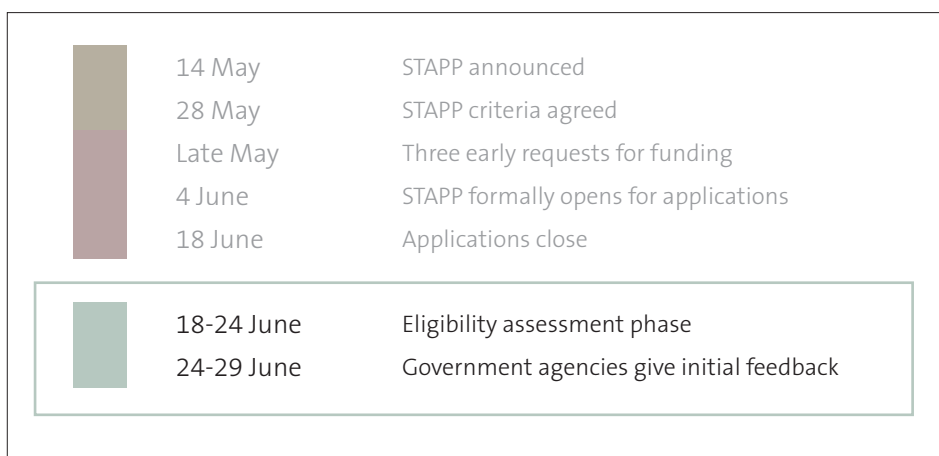 14 May STAPP announced
28 May STAPP criteria agreed
Late May Three early requests for funding
4 June STAPP formally opens for applications
18 June Applications close
18-24 June Eligibility assessment phase
24-29 June Government agencies give initial feedback